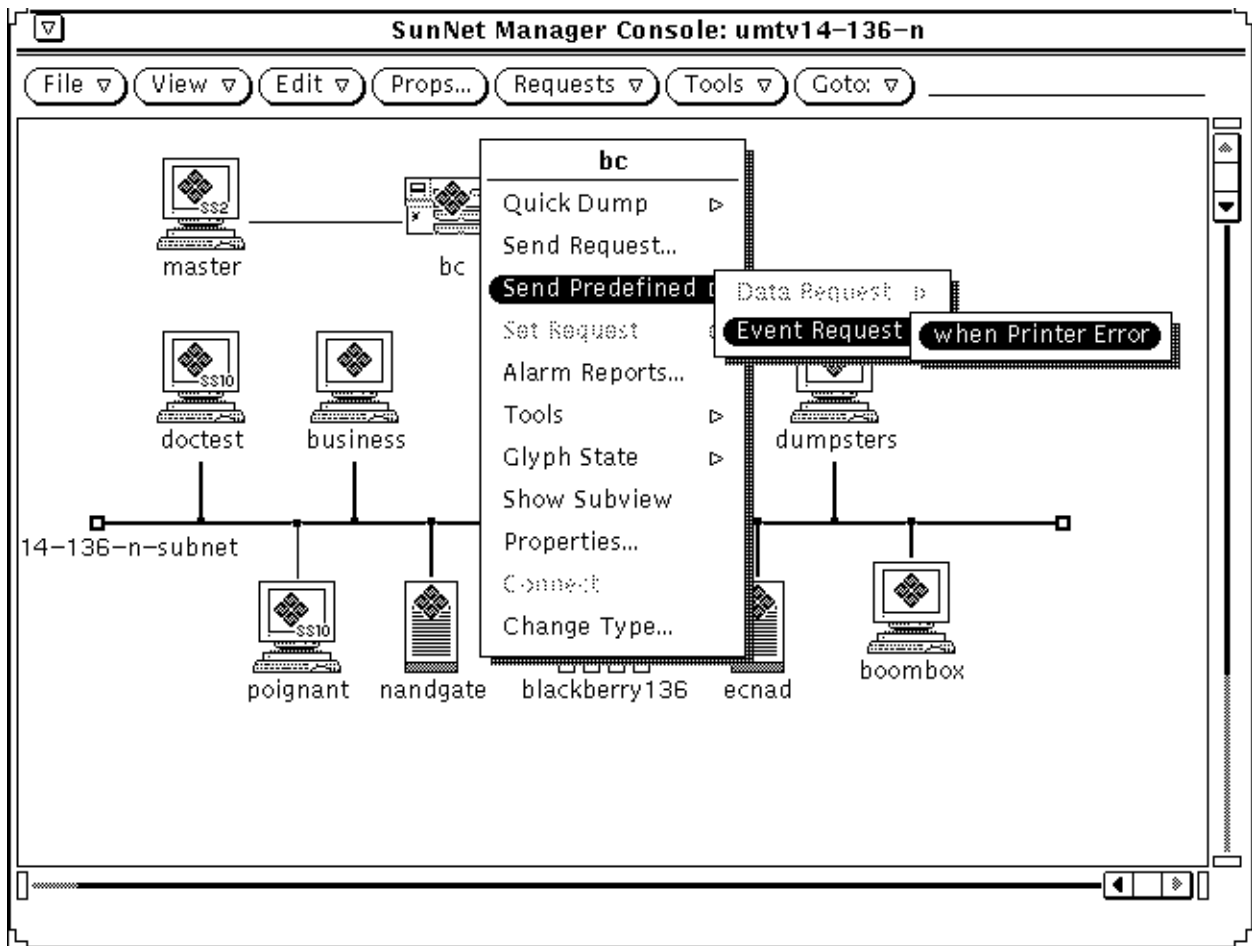 SunNet Manager Console: umtv14-136-n
File View Edit Props... Requests Tools Goto:
SS2
master
bc
bc
Quick Dump
Send Request...
Send Predefined
Set Request
Alarm Reports...
Tools
Glyph State
Show Subview
Properties...
Connect
Change Type...
Data Request
Event Request
when Printer Error
SS10
doctest
business
dumpsters
14-136-n-subnet
SS10
poignant
nandgate
blackberry136
ecnad
boombox